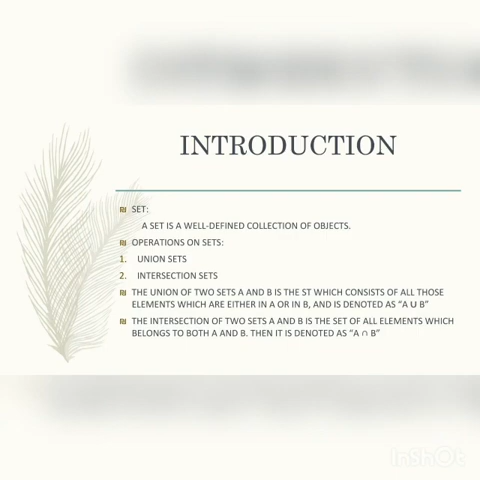 INTRODUCTION
SET:
A SET IS A WELL-DEFINED COLLECTION OF OBJECTS.
OPERATIONS ON SETS:
1. UNION SETS
2. INTERSECTION SETS
THE UNION OF TWO SETS A AND B IS THE ST WHICH CONSISTS OF ALL THOSE
ELEMENTS WHICH ARE EITHER IN A OR IN B, AND IS DENOTED AS “A U B”
THE INTERSECTION OF TWO SETS A AND B IS THE SET OF ALL ELEMENTS WHICH
BELONGS TO BOTH A AND B. THEN IT IS DENOTED AS “A ∩ B”
InShOt